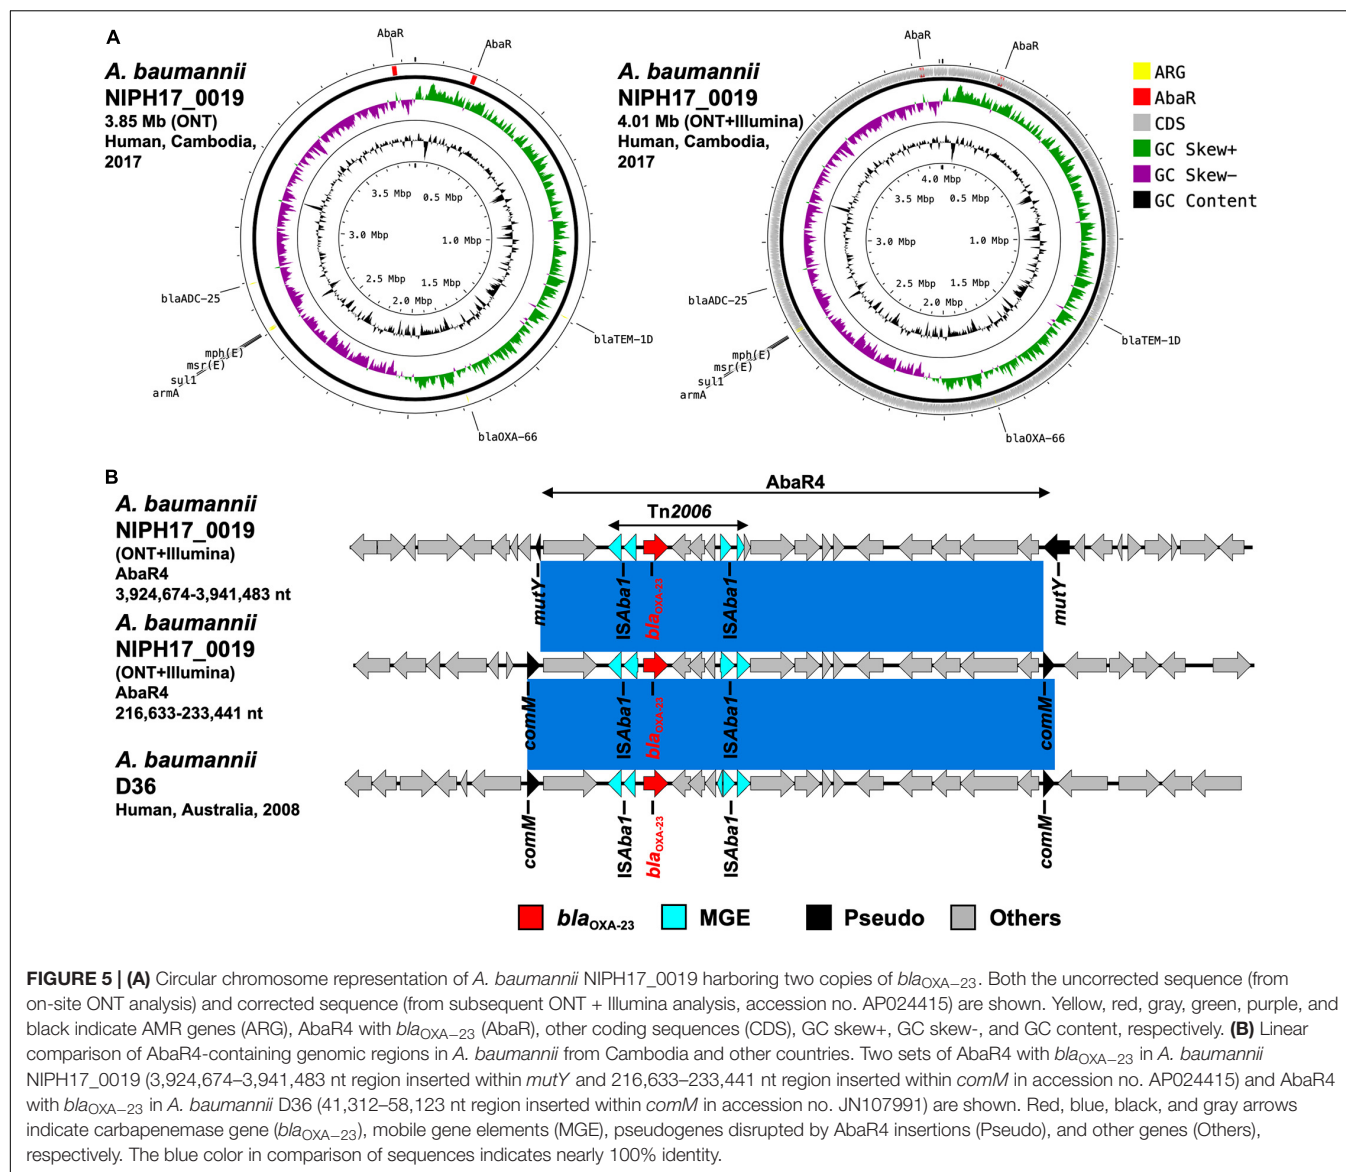 A
A. baumannii
NIPH17_0019
3.85 Mb (ONT)
Human, Cambodia,
2017
AbaR
AbaR
3.5 Mbp
0.5 Mbp
3.0 Mbp
1.0 Mbp
2.5 Mbp
1.5 Mbp
2.0 Mbp
blaADC-25
mph(E)
msr(E)
sul1
armA
blaTEM-1D
blaOXA-66
A. baumannii
NIPH17_0019
4.01 Mb (ONT+Illumina)
Human, Cambodia,
2017
AbaR
AbaR
4.0 Mbp
3.5 Mbp
0.5 Mbp
3.0 Mbp
1.0 Mbp
2.5 Mbp
1.5 Mbp
2.0 Mbp
blaADC-25
mph(E)
msr(E)
sul1
armA
blaTEM-1D
blaOXA-66
ARG
AbaR
CDS
GC Skew+
GC Skew-
GC Content
B
AbaR4
Tn2006
A. baumannii
NIPH17_0019
(ONT+Illumina)
AbaR4
3,924,674-3,941,483 nt
mutY
ISAba1
blaOXA-23
ISAba1
mutY
A. baumannii
NIPH17_0019
(ONT+Illumina)
AbaR4
216,633-233,441 nt
comM
ISAba1
blaOXA-23
ISAba1
comM
A. baumannii
D36
Human, Australia, 2008
comM
ISAba1
blaOXA-23
ISAba1
comM
blaOXA-23 MGE Pseudo Others
FIGURE 5 | (A) Circular chromosome representation of A. baumannii NIPH17_0019 harboring two copies of blaOXA−23. Both the uncorrected sequence (from
on-site ONT analysis) and corrected sequence (from subsequent ONT + Illumina analysis, accession no. AP024415) are shown. Yellow, red, gray, green, purple, and
black indicate AMR genes (ARG), AbaR4 with blaOXA−23 (AbaR), other coding sequences (CDS), GC skew+, GC skew-, and GC content, respectively. (B) Linear
comparison of AbaR4-containing genomic regions in A. baumannii from Cambodia and other countries. Two sets of AbaR4 with blaOXA−23 in A. baumannii
NIPH17_0019 (3,924,674–3,941,483 nt region inserted within mutY and 216,633–233,441 nt region inserted within comM in accession no. AP024415) and AbaR4
with blaOXA−23 in A. baumannii D36 (41,312–58,123 nt region inserted within comM in accession no. JN107991) are shown. Red, blue, black, and gray arrows
indicate carbapenemase gene (blaOXA−23), mobile gene elements (MGE), pseudogenes disrupted by AbaR4 insertions (Pseudo), and other genes (Others),
respectively. The blue color in comparison of sequences indicates nearly 100% identity.